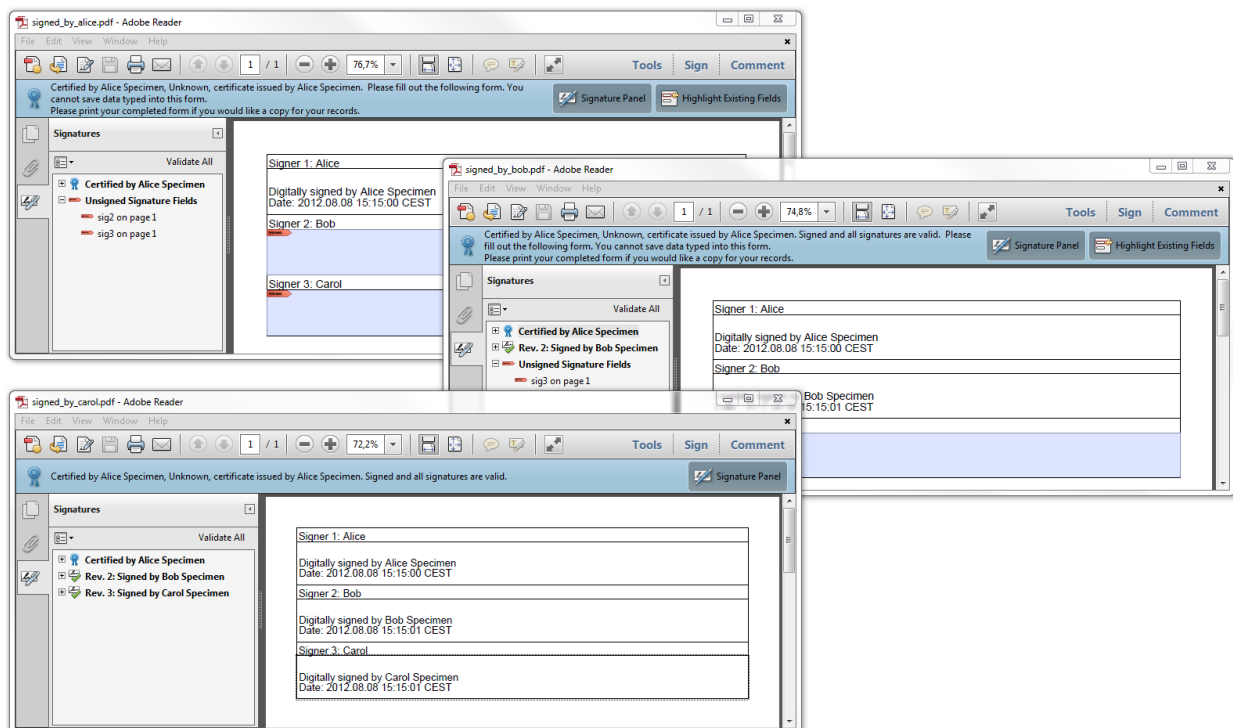 signed_by_alice.pdf - Adobe Reader
File Edit View Window Help
1 / 1 76,7% Tools Sign Comment
Certified by Alice Specimen, Unknown, certificate issued by Alice Specimen. Please fill out the following form. You
cannot save data typed into this form.
Please print your completed form if you would like a copy for your records.
Signature Panel
Highlight Existing Fields
Signatures
Validate All
Certified by Alice Specimen
Unsigned Signature Fields
sig2 on page 1
sig3 on page 1
Signer 1: Alice
Digitally signed by Alice Specimen
Date: 2012.08.08 15:15:00 CEST
Signer 2: Bob
Signer 3: Carol
signed_by_bob.pdf - Adobe Reader
File Edit View Window Help
1 / 1 74,8% Tools Sign Comment
Certified by Alice Specimen, Unknown, certificate issued by Alice Specimen. Signed and all signatures are valid. Please
fill out the following form. You cannot save data typed into this form.
Please print your completed form if you would like a copy for your records.
Signature Panel
Highlight Existing Fields
Signatures
Validate All
Certified by Alice Specimen
Rev. 2: Signed by Bob Specimen
Unsigned Signature Fields
sig3 on page 1
Signer 1: Alice
Digitally signed by Alice Specimen
Date: 2012.08.08 15:15:00 CEST
Signer 2: Bob
Bob Specimen
15:15:01 CEST
signed_by_carol.pdf - Adobe Reader
File Edit View Window Help
1 / 1 72,2% Tools Sign Comment
Certified by Alice Specimen, Unknown, certificate issued by Alice Specimen. Signed and all signatures are valid.
Signature Panel
Signatures
Validate All
Certified by Alice Specimen
Rev. 2: Signed by Bob Specimen
Rev. 3: Signed by Carol Specimen
Signer 1: Alice
Digitally signed by Alice Specimen
Date: 2012.08.08 15:15:00 CEST
Signer 2: Bob
Digitally signed by Bob Specimen
Date: 2012.08.08 15:15:01 CEST
Signer 3: Carol
Digitally signed by Carol Specimen
Date: 2012.08.08 15:15:01 CEST